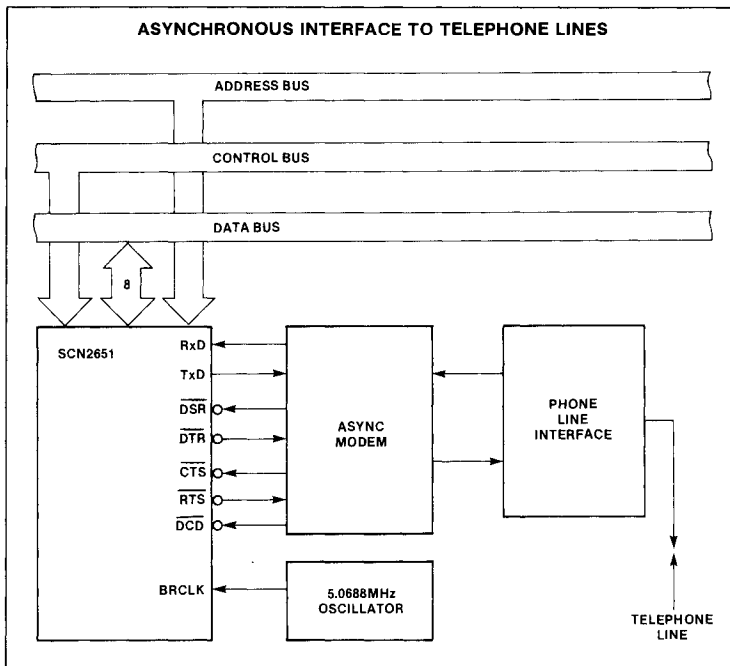 ASYNCHRONOUS INTERFACE TO TELEPHONE LINES
ADDRESS BUS
CONTROL BUS
DATA BUS
8
SCN2651
RxD
TxD
DSR
DTR
CTS
RTS
DCD
BRCLK
ASYNC
MODEM
PHONE
LINE
INTERFACE
5.0688MHz
OSCILLATOR
TELEPHONE
LINE